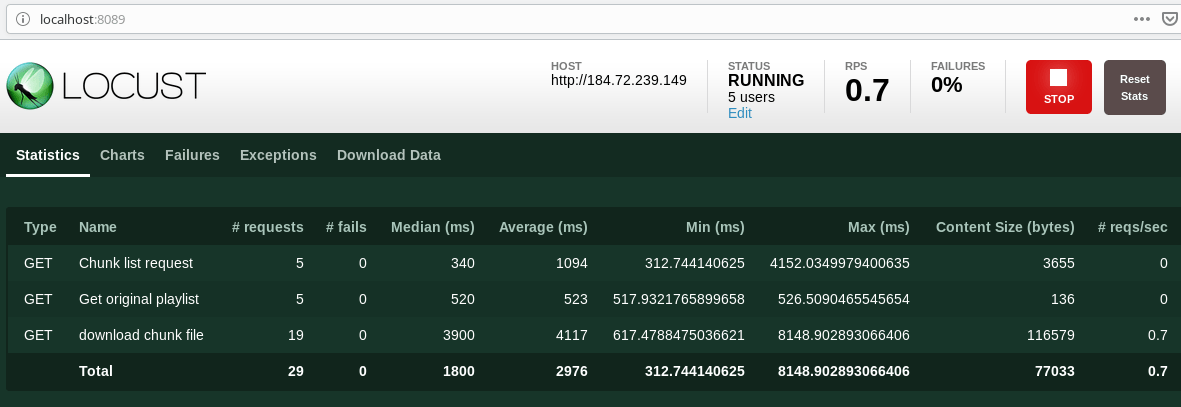 localhost:8089
LOCUST
HOST
http://184.72.239.149
STATUS
RUNNING
5 users
Edit
RPS
0.7
FAILURES
0%
STOP
Reset
Stats
Statistics Charts Failures Exceptions Download Data
Type Name # requests # fails Median (ms) Average (ms) Min (ms) Max (ms) Content Size (bytes) # reqs/sec
GET Chunk list request 5 0 340 1094 312.744140625 4152.0349979400635 3655 0
GET Get original playlist 5 0 520 523 517.9321765899658 526.5090465545654 136 0
GET download chunk file 19 0 3900 4117 617.4788475036621 8148.902893066406 116579 0.7
Total 29 0 1800 2976 312.744140625 8148.902893066406 77033 0.7